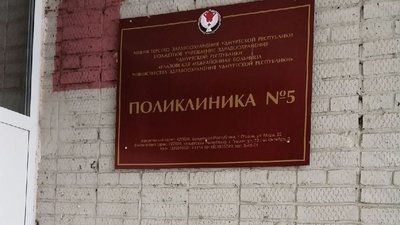 МИНИСТЕРСТВО ЗДРАВООХРАНЕНИЯ УДМУРТСКОЙ РЕСПУБЛИКИ
БЮДЖЕТНОЕ УЧРЕЖДЕНИЕ ЗДРАВООХРАНЕНИЯ
УДМУРТСКОЙ РЕСПУБЛИКИ
«ГЛАЗОВСКАЯ МЕЖРАЙОННАЯ БОЛЬНИЦА
МИНИСТЕРСТВА ЗДРАВООХРАНЕНИЯ УДМУРТСКОЙ РЕСПУБЛИКИ»
ПОЛИКЛИНИКА №5